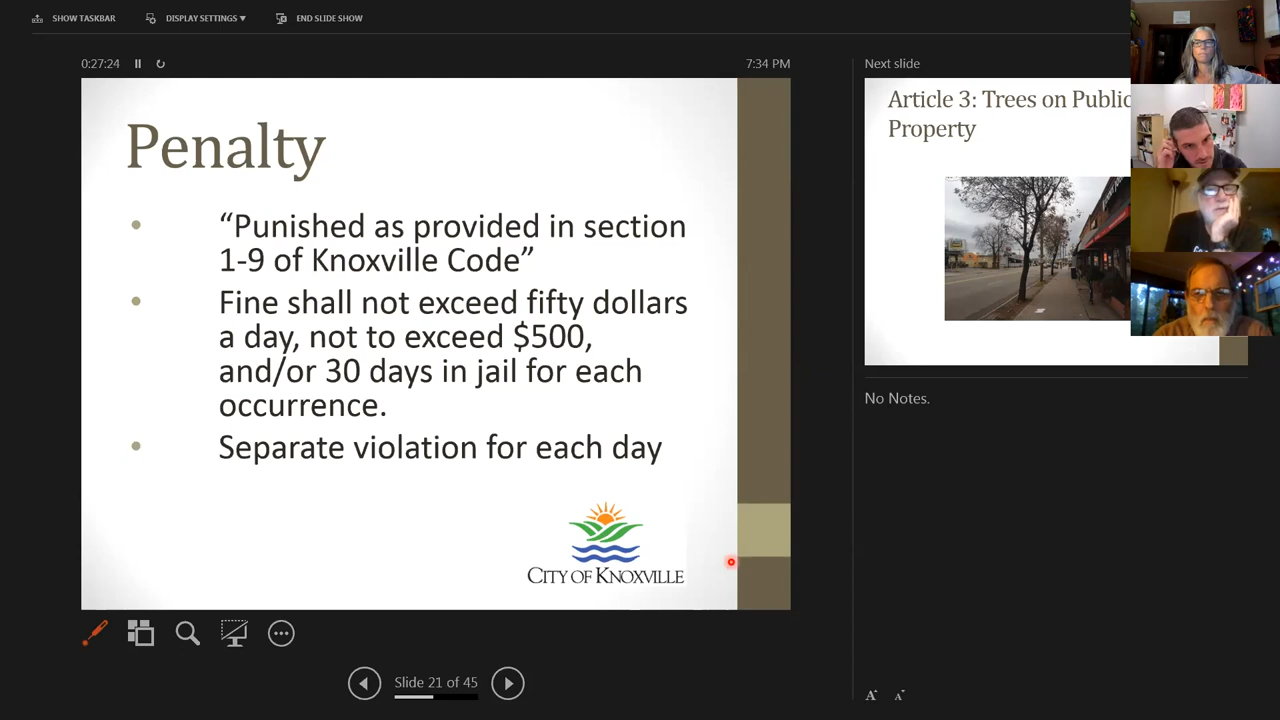 SHOW TASKBAR
DISPLAY SETTINGS ▾
END SLIDE SHOW
0:27:24
7:34 PM
Penalty
• “Punished as provided in section
1-9 of Knoxville Code”
• Fine shall not exceed fifty dollars
a day, not to exceed $500,
and/or 30 days in jail for each
occurrence.
• Separate violation for each day
CITY OF KNOXVILLE
Slide 21 of 45
Next slide
Article 3: Trees on Public
Property
No Notes.
A A